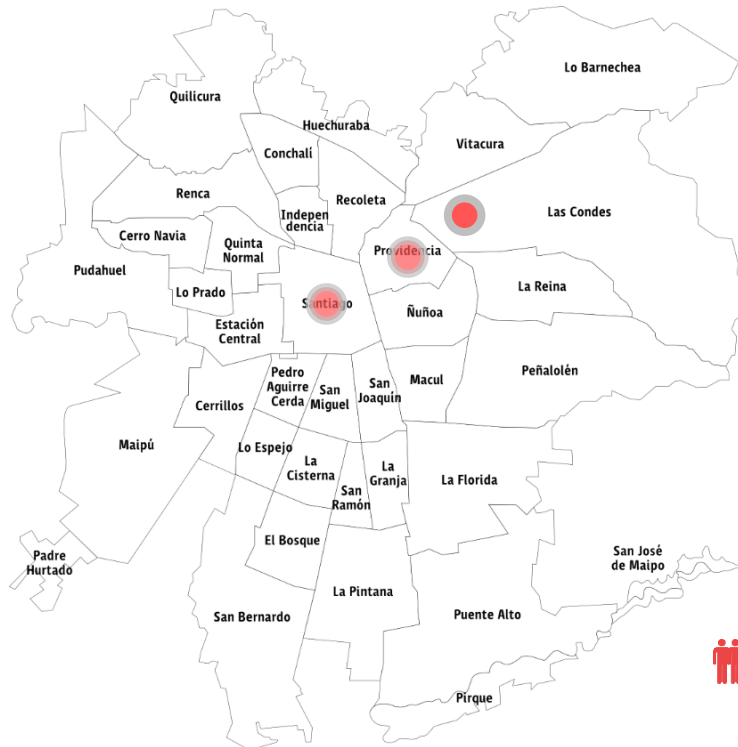 Lo Barnechea
Quilicura
Huechuraba
Vitacura
Conchalí
Renca
Recoleta
Indepen
dencia
Las Condes
Cerro Navia
Quinta
Normal
Providencia
Pudahuel
Lo Prado
La Reina
Santiago
Ñuñoa
Estación
Central
Pedro
Aguirre
Cerda
San
Miguel
San
Joaquín
Macul
Peñalolén
Cerrillos
Maipú
Lo Espejo
La
Cisterna
La
Granja
San
Ramón
La Florida
El Bosque
Padre
Hurtado
San José
de Maipo
La Pintana
San Bernardo
Puente Alto
Pirque